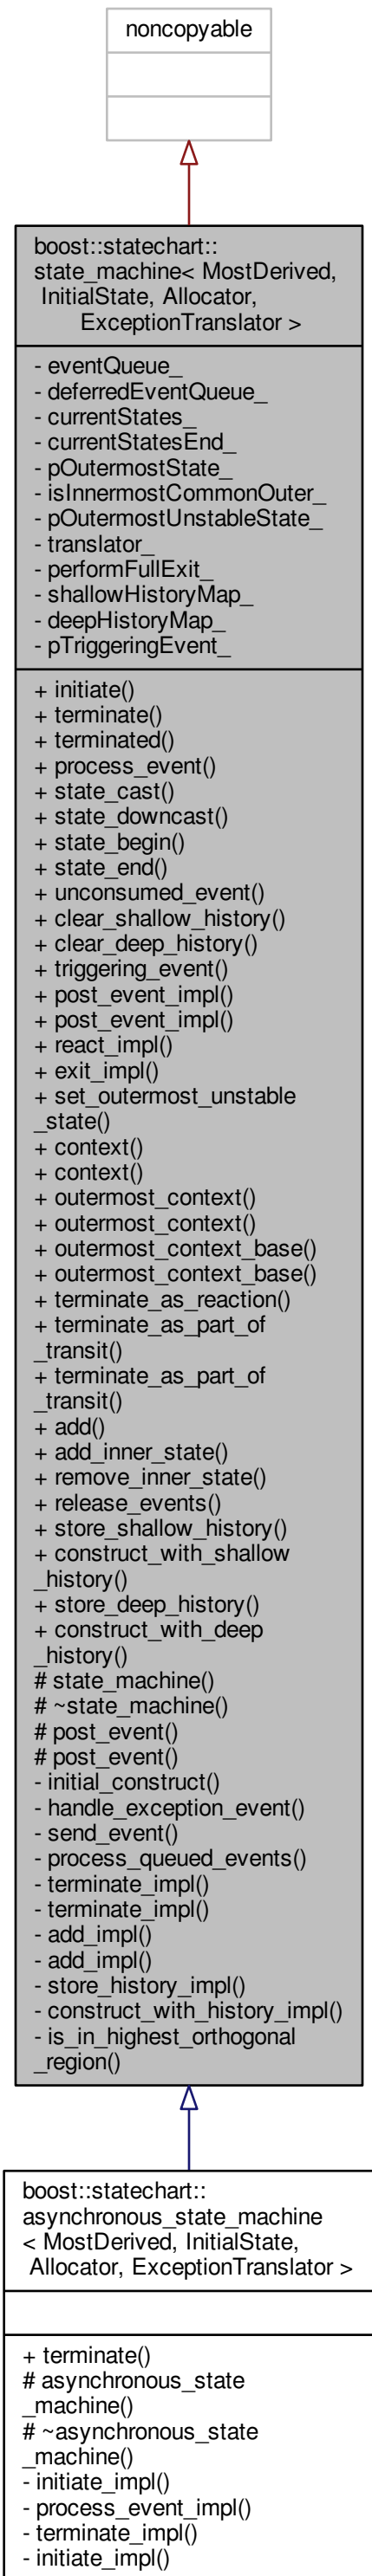 noncopyable
boost::statechart::
state_machine< MostDerived,
InitialState, Allocator,
ExceptionTranslator >
- eventQueue_
- deferredEventQueue_
- currentStates_
- currentStatesEnd_
- pOutermostState_
- isInnermostCommonOuter_
- pOutermostUnstableState_
- translator_
- performFullExit_
- shallowHistoryMap_
- deepHistoryMap_
- pTriggeringEvent_
+ initiate()
+ terminate()
+ terminated()
+ process_event()
+ state_cast()
+ state_downcast()
+ state_begin()
+ state_end()
+ unconsumed_event()
+ clear_shallow_history()
+ clear_deep_history()
+ triggering_event()
+ post_event_impl()
+ post_event_impl()
+ react_impl()
+ exit_impl()
+ set_outermost_unstable
_state()
+ context()
+ context()
+ outermost_context()
+ outermost_context()
+ outermost_context_base()
+ outermost_context_base()
+ terminate_as_reaction()
+ terminate_as_part_of
_transit()
+ terminate_as_part_of
_transit()
+ add()
+ add_inner_state()
+ remove_inner_state()
+ release_events()
+ store_shallow_history()
+ construct_with_shallow
_history()
+ store_deep_history()
+ construct_with_deep
_history()
# state_machine()
# ~state_machine()
# post_event()
# post_event()
- initial_construct()
- handle_exception_event()
- send_event()
- process_queued_events()
- terminate_impl()
- terminate_impl()
- add_impl()
- add_impl()
- store_history_impl()
- construct_with_history_impl()
- is_in_highest_orthogonal
_region()
boost::statechart::
asynchronous_state_machine
< MostDerived, InitialState,
Allocator, ExceptionTranslator >
+ terminate()
# asynchronous_state
_machine()
# ~asynchronous_state
_machine()
- initiate_impl()
- process_event_impl()
- terminate_impl()
- initiate_impl()